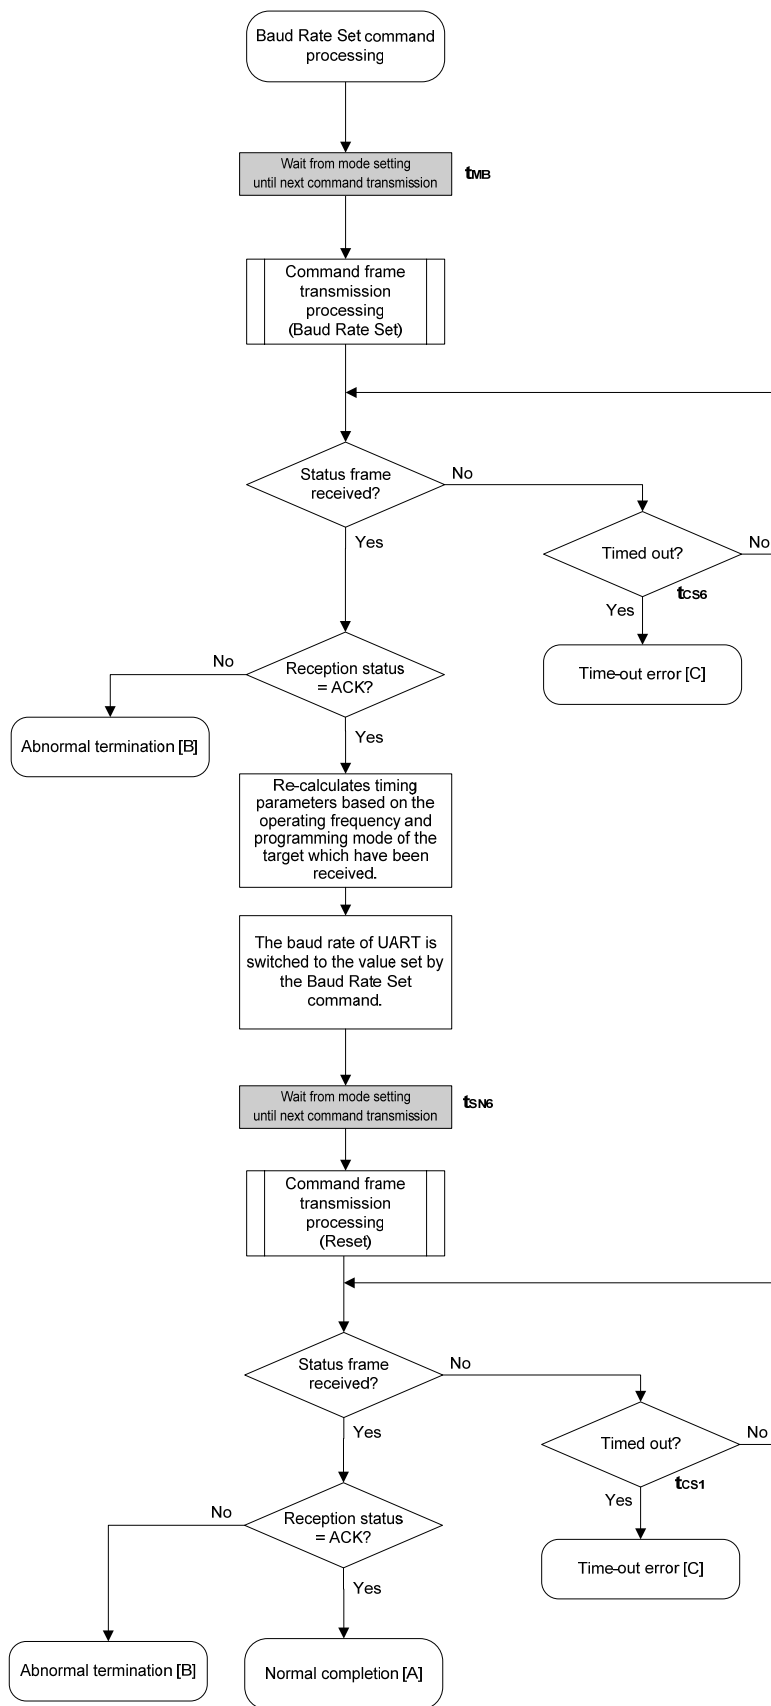 Baud Rate Set command
processing
Wait from mode setting
until next command transmission
tMB
Command frame
transmission
processing
(Baud Rate Set)
Status frame
received?
No
Yes
Timed out?
No
tCS6
Yes
Time-out error [C]
Reception status
= ACK?
No
Yes
Abnormal termination [B]
Re-calculates timing
parameters based on the
operating frequency and
programming mode of the
target which have been
received.
The baud rate of UART is
switched to the value set by
the Baud Rate Set
command.
Wait from mode setting
until next command transmission
tSN6
Command frame
transmission
processing
(Reset)
Status frame
received?
No
Yes
Timed out?
No
tCS1
Yes
Time-out error [C]
Reception status
= ACK?
No
Yes
Abnormal termination [B]
Normal completion [A]